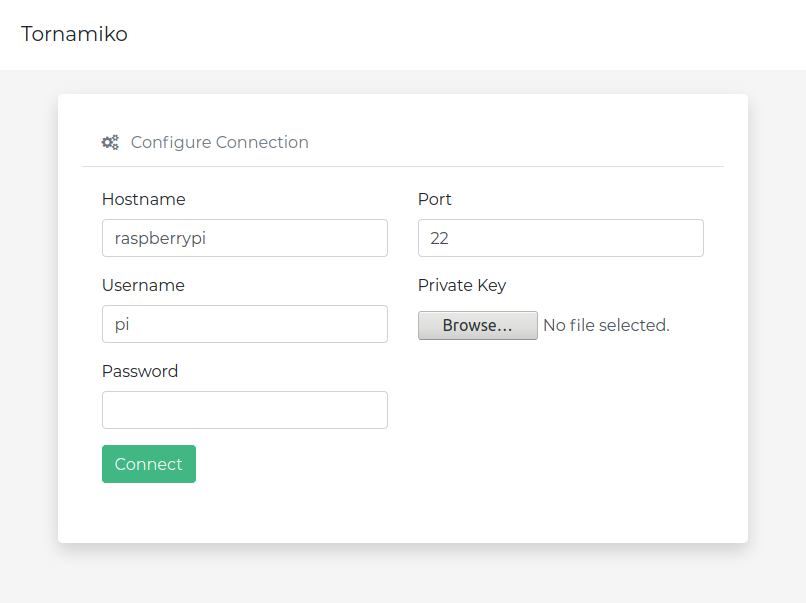 Tornamiko
Configure Connection
Hostname
Port
raspberrypi
22
Username
Private Key
pi
Browse... No file selected.
Password
Connect